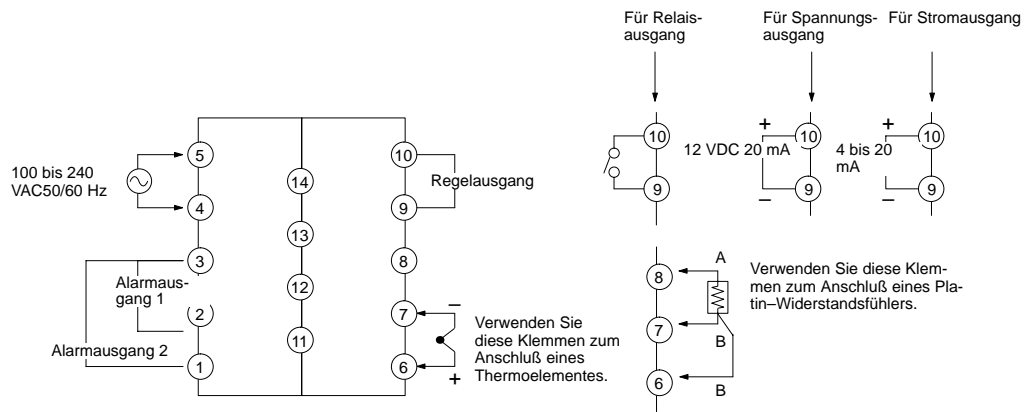 Für Relais-
ausgang
Für Spannungs-
ausgang
Für Stromausgang
100 bis 240
VAC50/60 Hz
5
4
3
2
1
Alarmaus-
gang 1
Alarmausgang 2
14
13
12
11
10
9
8
7
6
Regelausgang
–
+
Verwenden Sie
diese Klemmen zum
Anschluß eines
Thermoelementes.
10
9
12 VDC 20 mA
+
10
9
–
4 bis 20
mA
+
10
9
–
8
7
6
A
B
B
Verwenden Sie diese Klem-
men zum Anschluß eines Pla-
tin–Widerstandsfühlers.